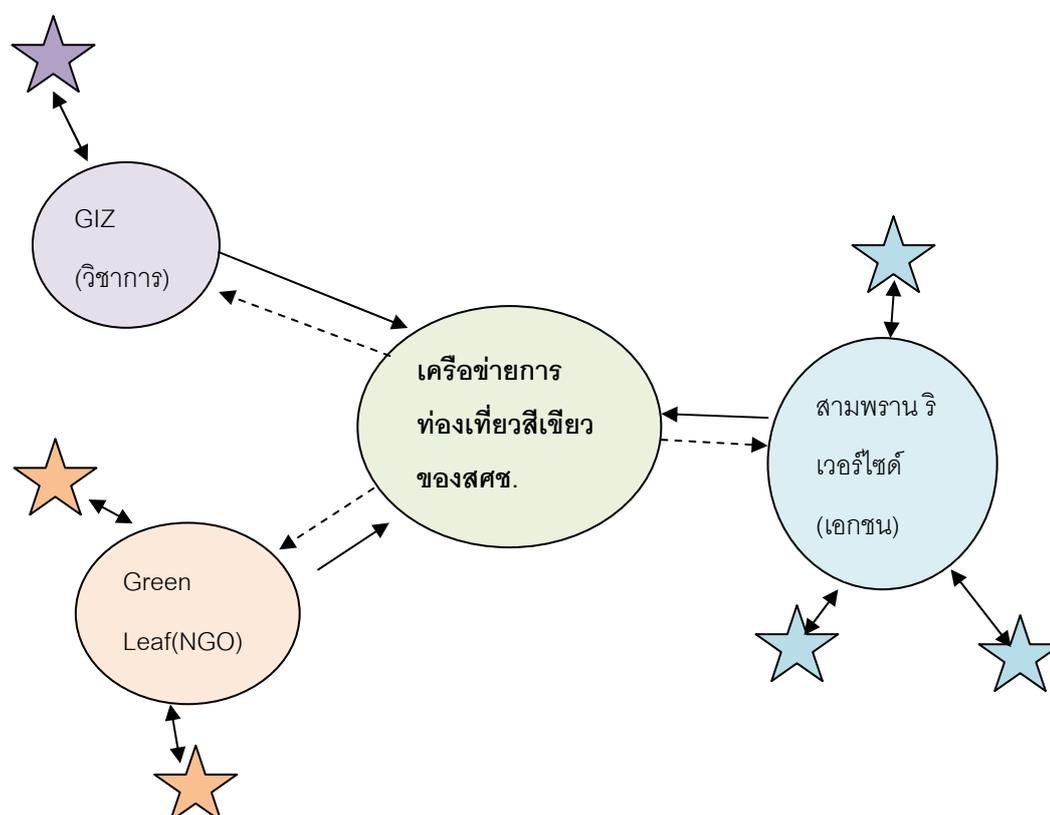 GIZ
(วิชาการ)
เครือข่ายการ
ท่องเที่ยวสีเขียว
ของสศช.
สามพราน ริ
เวอร์ไซด์
(เอกชน)
Green
Leaf(NGO)